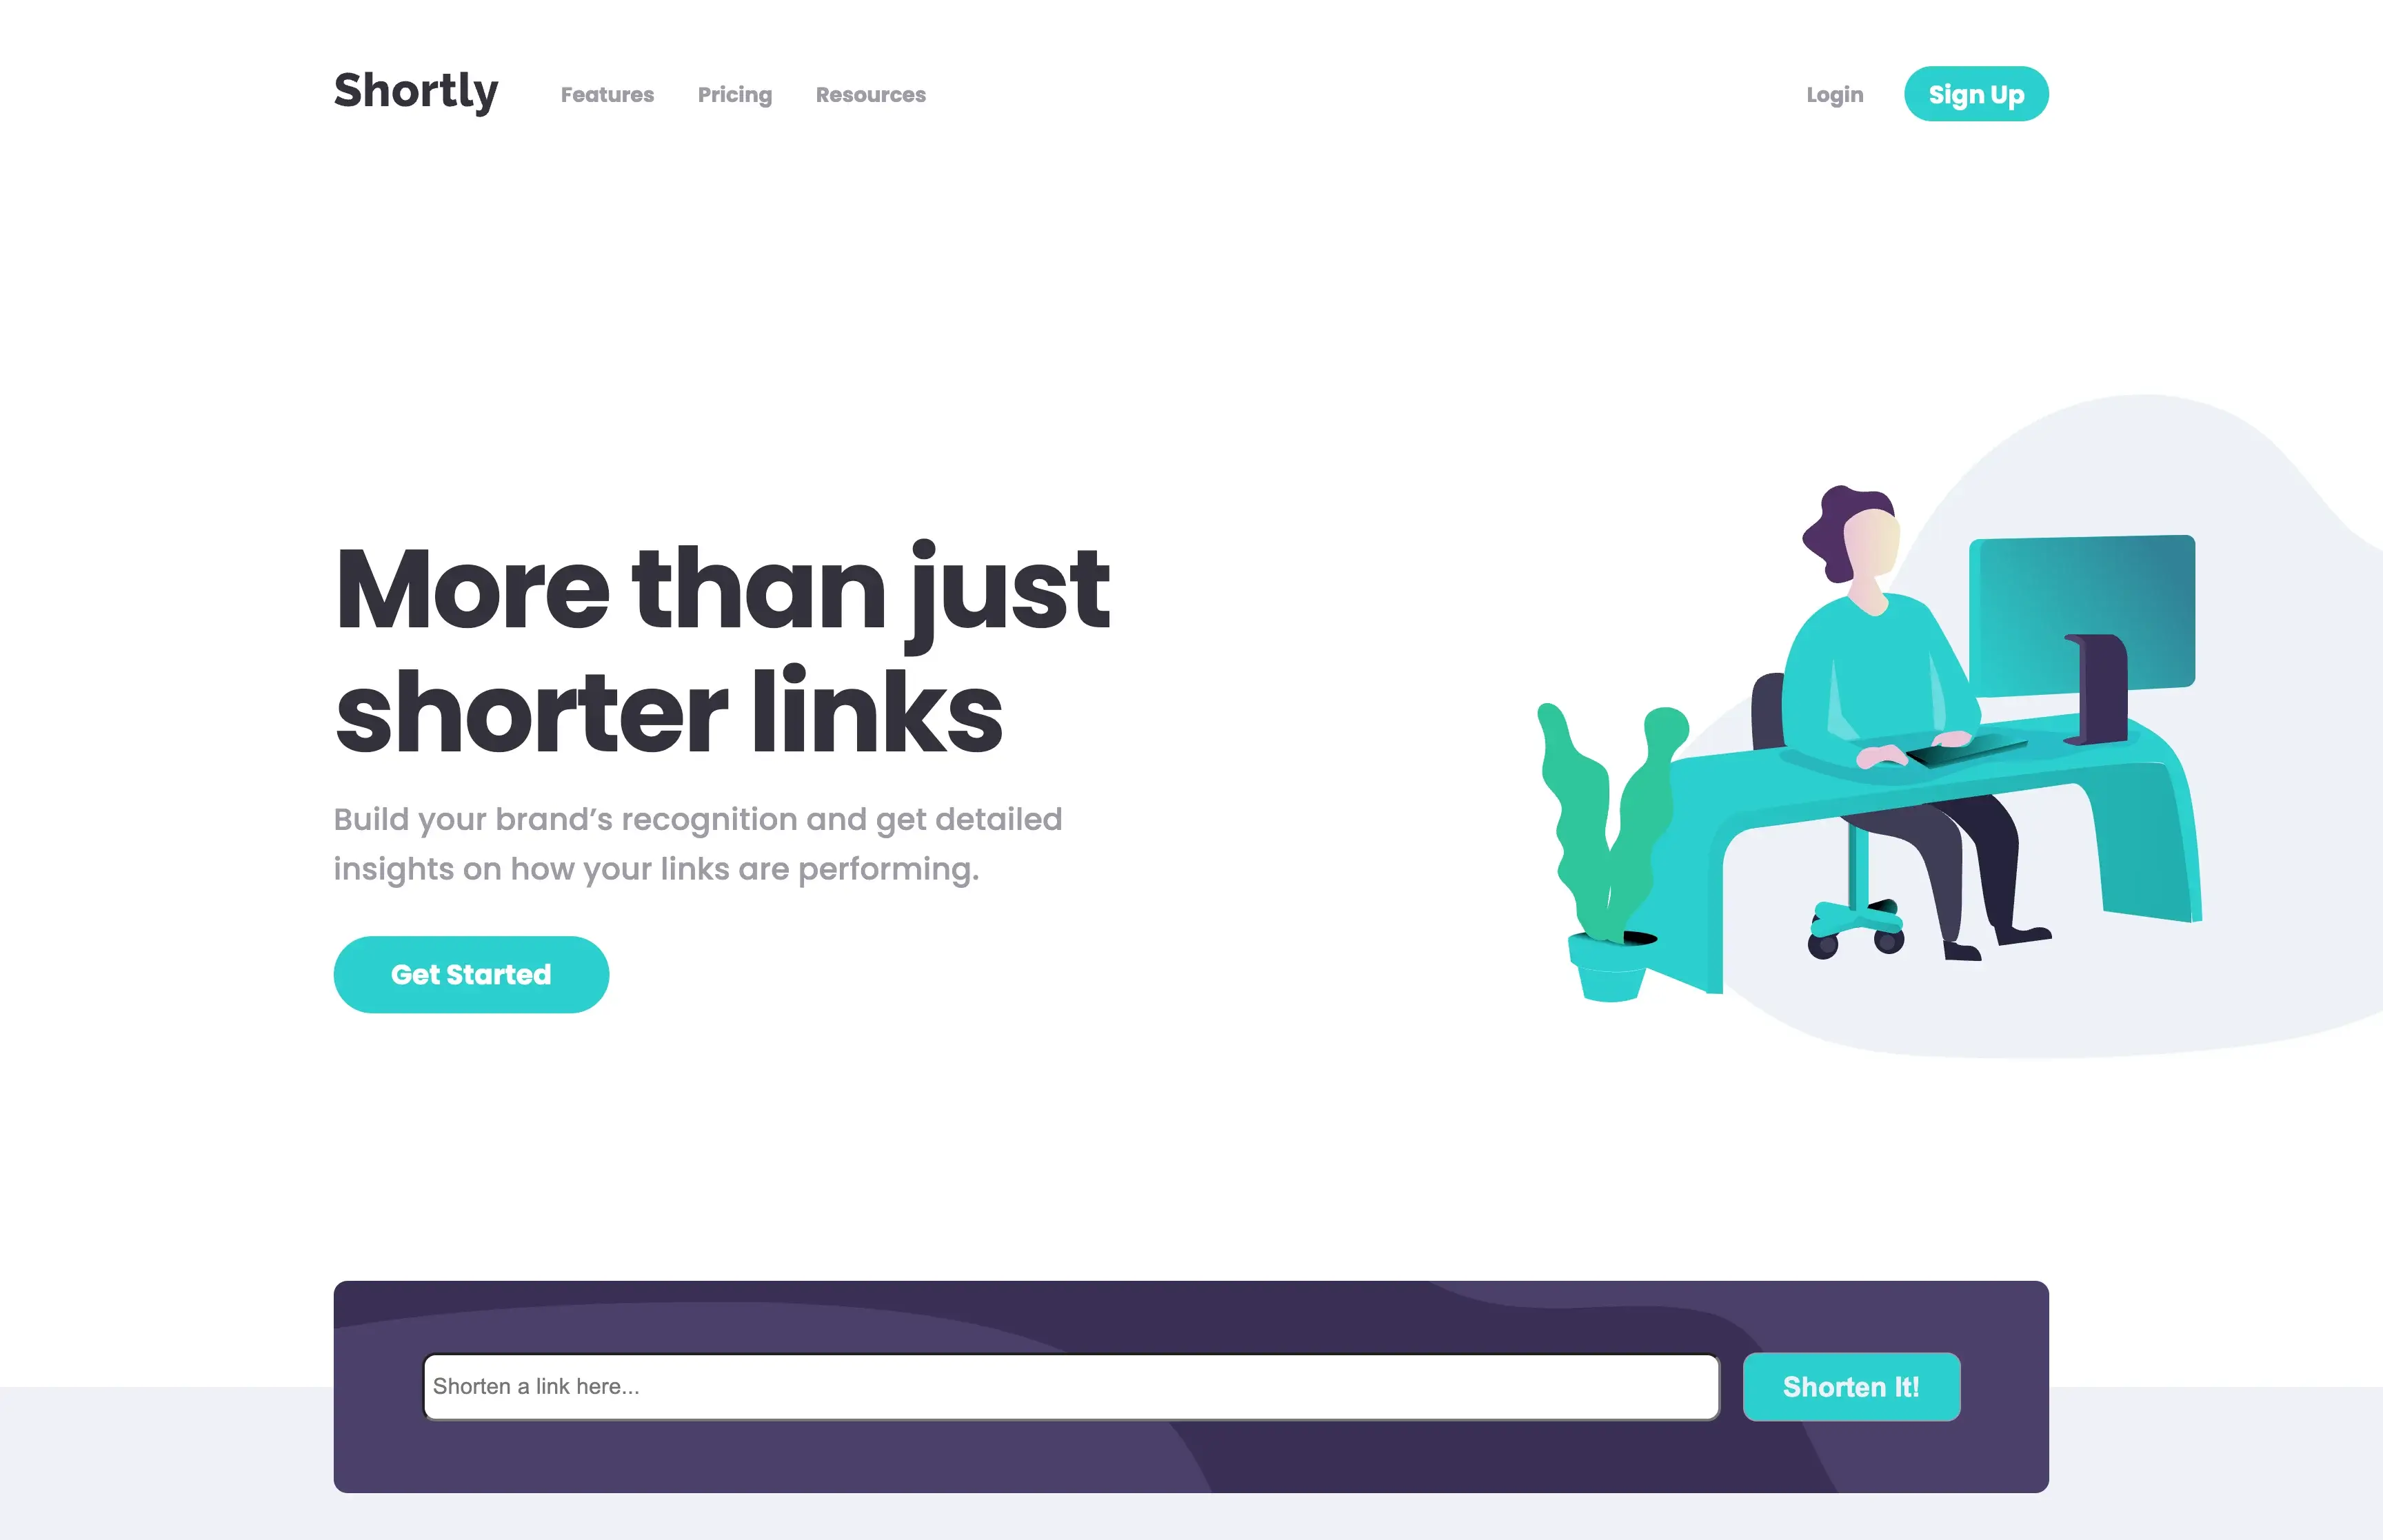 Shortly Features Pricing Resources Login Sign Up
More than just
shorter links
Build your brand’s recognition and get detailed
insights on how your links are performing.
Get Started
Shorten a link here... Shorten It!